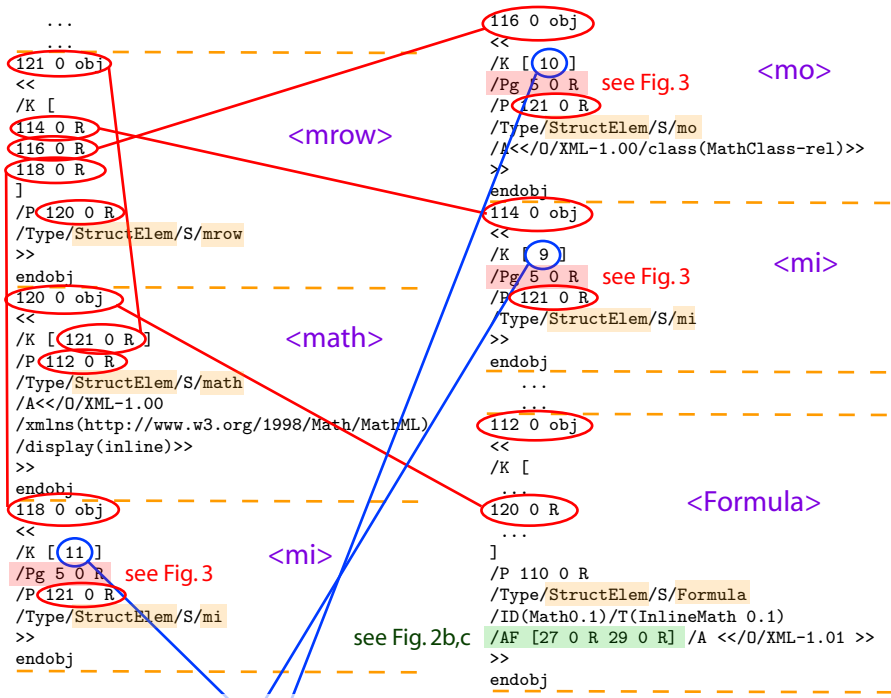 ...
...
121 0 obj
<<
/K [
114 0 R
<mrow>
116 0 R
118 0 R
]
/P 120 0 R
/Type/StructElem/S/mrow
>>
endobj
120 0 obj
<<
/K [ 121 0 R ]
<math>
/P 112 0 R
/Type/StructElem/S/math
/A<</O/XML-1.00
/xmlns(http://www.w3.org/1998/Math/MathML)
/display(inline)>>
>>
endobj
118 0 obj
<<
/K [ 11 ]
<mi>
/Pg 5 0 R see Fig. 3
/P 121 0 R
/Type/StructElem/S/mi
>>
endobj
116 0 obj
<<
/K [ 10 ]
<mo>
/Pg 5 0 R see Fig. 3
/P 121 0 R
/Type/StructElem/S/mo
/A<</O/XML-1.00/class(MathClass-rel)>>
>>
endobj
114 0 obj
<<
/K [ 9 ]
<mi>
/Pg 5 0 R see Fig. 3
/P 121 0 R
/Type/StructElem/S/mi
>>
endobj
...
...
112 0 obj
<<
/K [
...
<Formula>
120 0 R
...
]
/P 110 0 R
/Type/StructElem/S/Formula
/ID(Math0.1)/T(InlineMath 0.1)
see Fig. 2b,c /AF [27 0 R 29 0 R] /A <</O/XML-1.01 >>
>>
endobj